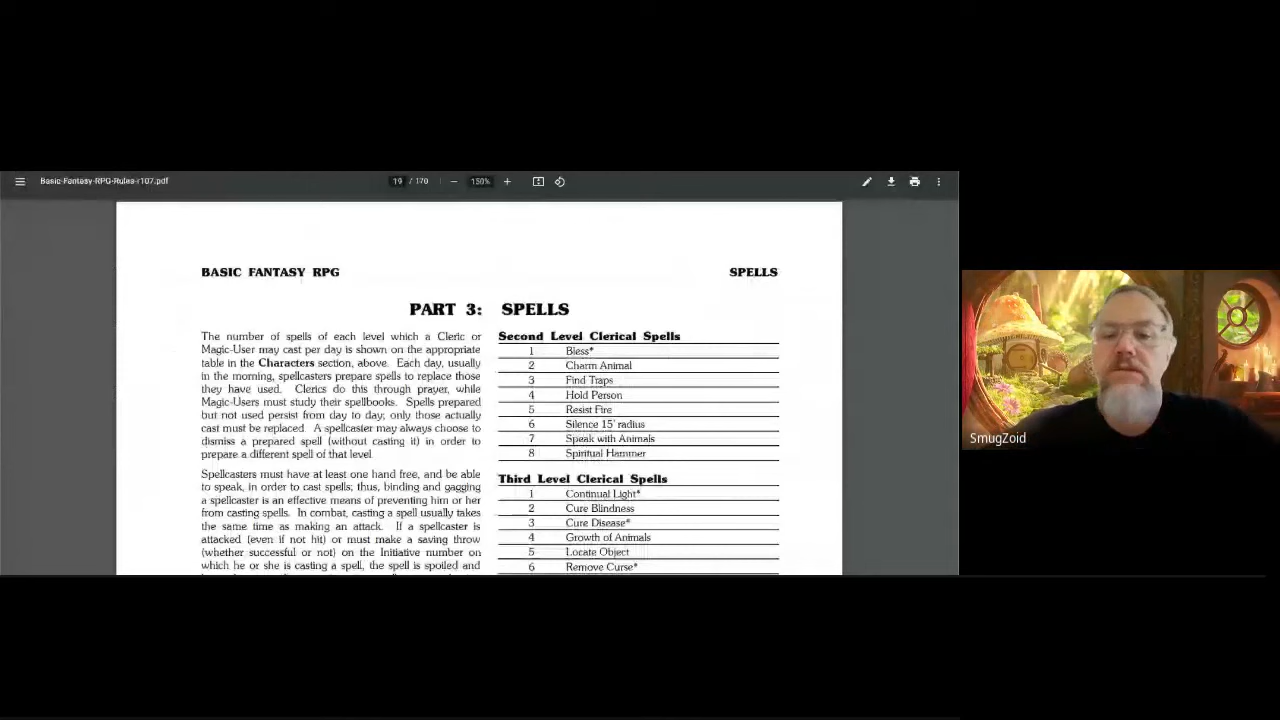 Basic-Fantasy-RPG-Rules-r107.pdf
19 / 170
150%
BASIC FANTASY RPG
SPELLS
PART 3: SPELLS
The number of spells of each level which a Cleric or
Magic-User may cast per day is shown on the appropriate
table in the Characters section, above. Each day, usually
in the morning, spellcasters prepare spells to replace those
they have used. Clerics do this through prayer, while
Magic-Users must study their spellbooks. Spells prepared
but not used persist from day to day; only those actually
cast must be replaced. A spellcaster may always choose to
dismiss a prepared spell (without casting it) in order to
prepare a different spell of that level.
Spellcasters must have at least one hand free, and be able
to speak, in order to cast spells; thus, binding and gagging
a spellcaster is an effective means of preventing him or her
from casting spells. In combat, casting a spell usually takes
the same time as making an attack. If a spellcaster is
attacked (even if not hit) or must make a saving throw
(whether successful or not) on the Initiative number on
which he or she is casting a spell, the spell is spoiled and
Second Level Clerical Spells
1 Bless*
2 Charm Animal
3 Find Traps
4 Hold Person
5 Resist Fire
6 Silence 15' radius
7 Speak with Animals
8 Spiritual Hammer
Third Level Clerical Spells
1 Continual Light*
2 Cure Blindness
3 Cure Disease*
4 Growth of Animals
5 Locate Object
6 Remove Curse*
SmugZoid